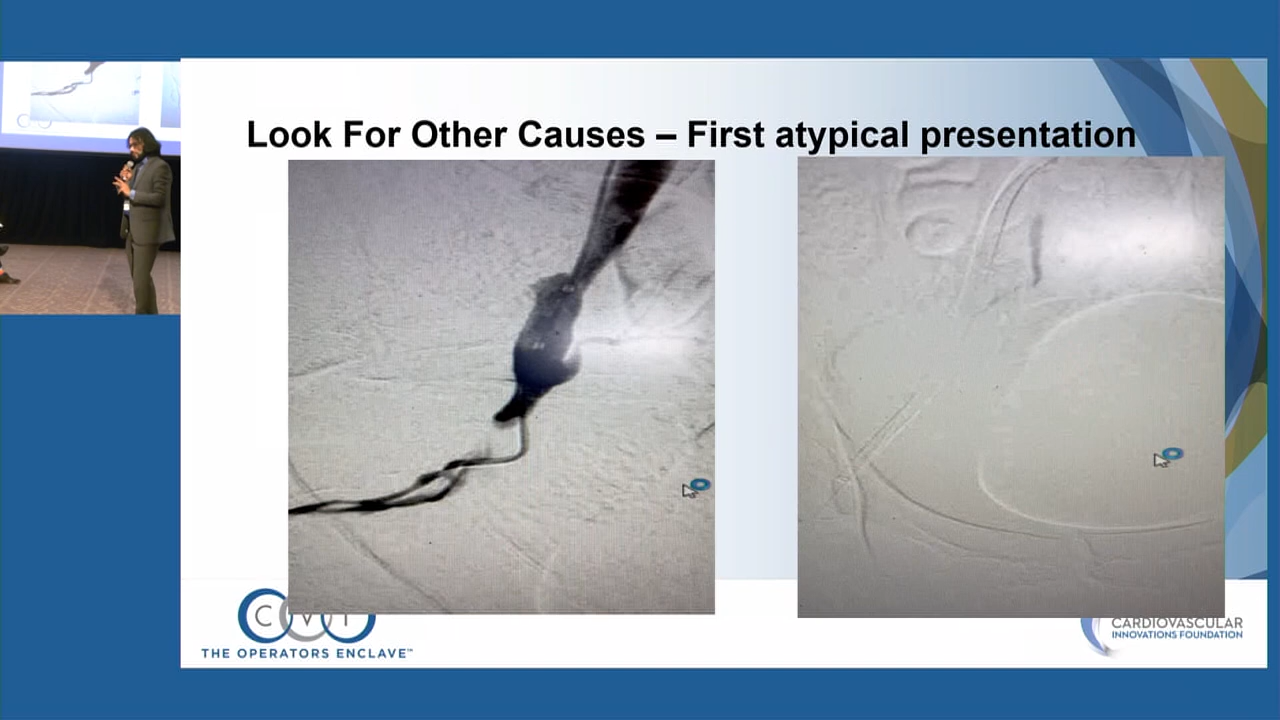 Look For Other Causes – First atypical presentation
CVI
THE OPERATORS ENCLAVE™
CARDIOVASCULAR
INNOVATIONS FOUNDATION